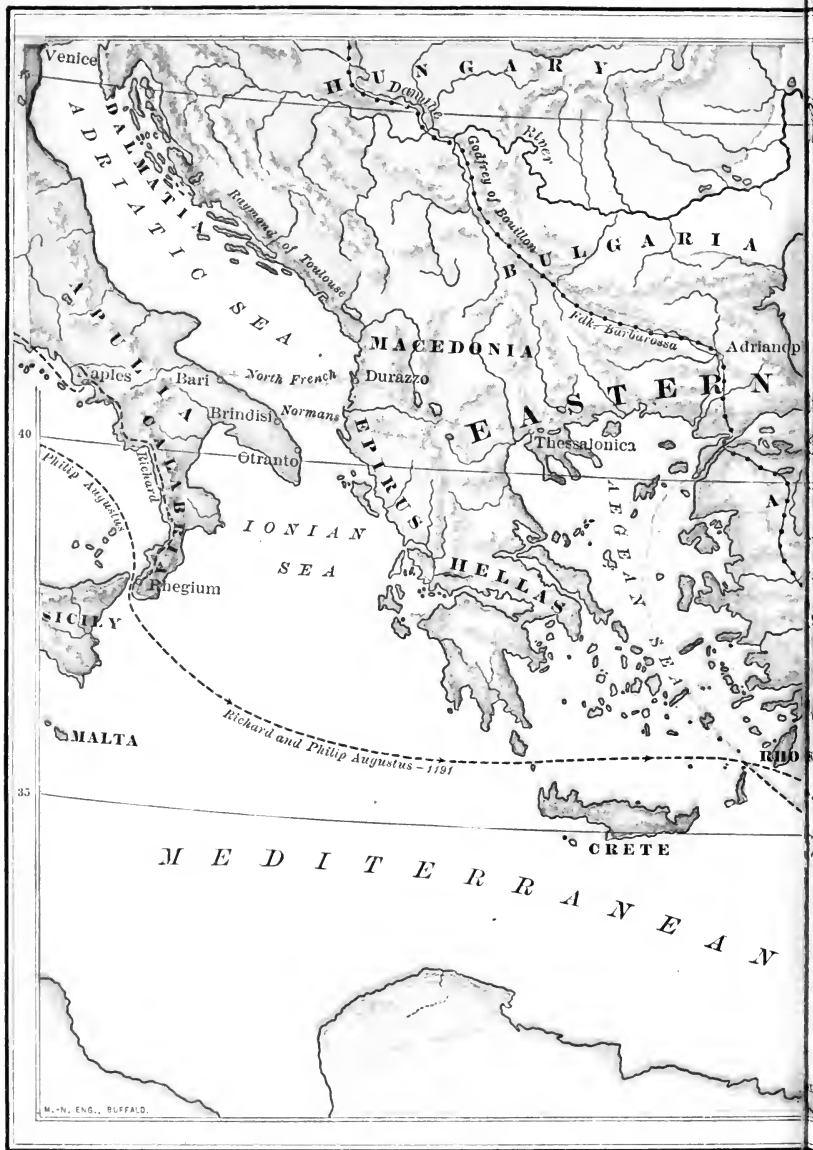 Venice
HUNGARY
45
Danube
River
DALMATIA
ADRIATIC SEA
Godfrey of Bouillon
Raymond of Toulouse
BULGARIA
Fdk. Barbarossa
APULIA
MACEDONIA
Adrianop
Naples
Bari
North French
Durazzo
EASTERN
Brindisi
Normans
CALABRIA
40
Otranto
Thessalonica
Philip Augustus
Richard
EPIRUS
IONIAN
SEA
AEGEAN SEA
A
HELLAS
Rhegium
SICILY
MALTA
Richard and Philip Augustus-1191
RHO
35
CRETE
MEDITERRANEAN
M.-N. ENG., BUFFALO.